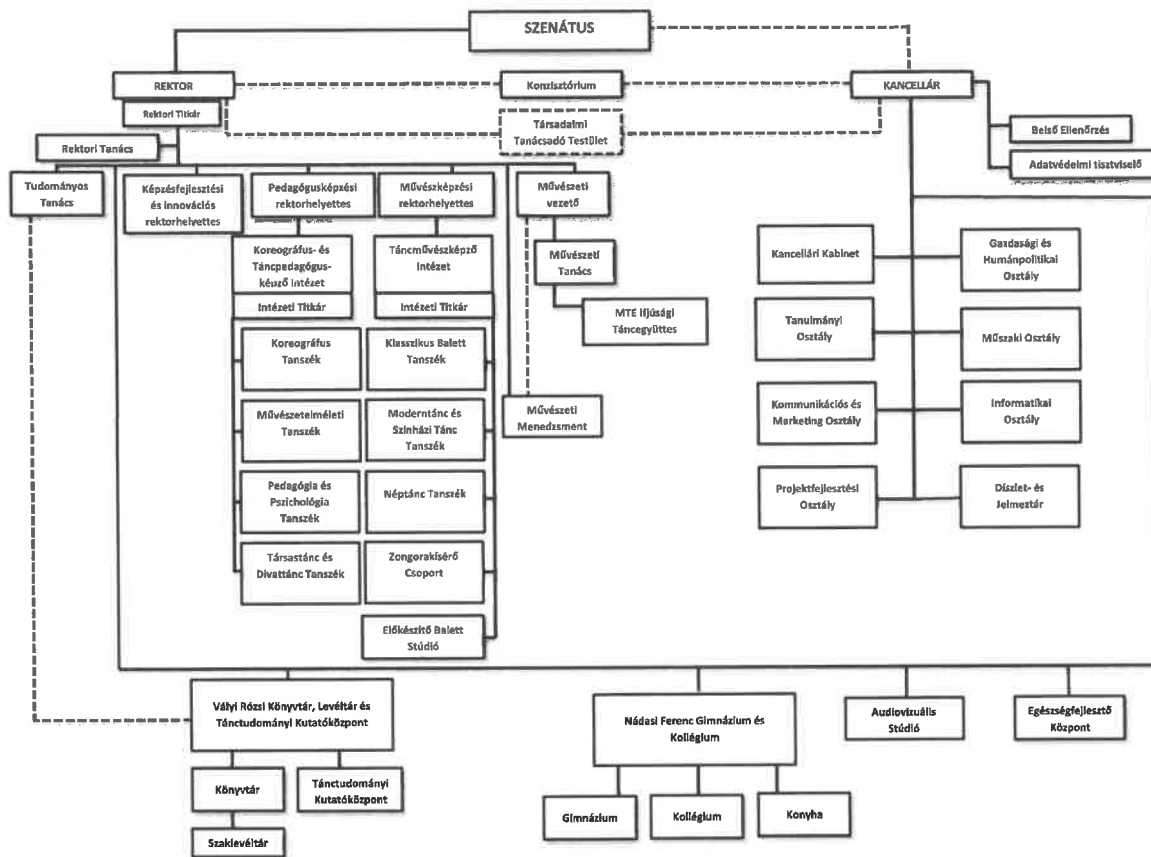 SZENÁTUS
REKTOR
Konzisztórium
KANCELLÁR
Rektori Titkár
Társadalmi
Tanácsadó Testület
Rektori Tanács
Belső Ellenőrzés
Adatvédelmi tisztviselő
Tudományos
Tanács
Képzésfejlesztési
és innovációs
rektorhelyettes
Pedagógusképzési
rektorhelyettes
Művészképzési
rektorhelyettes
Művészeti
vezető
Koreográfus- és
Táncpedagógus-
képző Intézet
Intézeti Titkár
Táncművészképző
Intézet
Intézeti Titkár
Művészeti
Tanács
MTE Ifjúsági
Táncegyüttes
Kancellári Kabinet
Gazdasági és
Humánpolitikai
Osztály
Tanulmányi
Osztály
Műszaki Osztály
Kommunikációs és
Marketing Osztály
Informatikai
Osztály
Projektfejlesztési
Osztály
Díszlet- és
Jelmeztár
Koreográfus
Tanszék
Klasszikus Balett
Tanszék
Művészetelméleti
Tanszék
Moderntánc és
Színházi Tánc
Tanszék
Művészeti
Menedzsment
Pedagógia és
Pszichológia
Tanszék
Néptánc Tanszék
Társastánc és
Divattánc Tanszék
Zongorakísérő
Csoport
Előkészítő Balett
Stúdió
Vályi Rózsi Könyvtár, Levéltár és
Tánctudományi Kutatóközpont
Nádasi Ferenc Gimnázium és
Kollégium
Audiovizuális
Stúdió
Egészségfejlesztő
Központ
Könyvtár
Tánctudományi
Kutatóközpont
Szaklevéltár
Gimnázium
Kollégium
Konyha